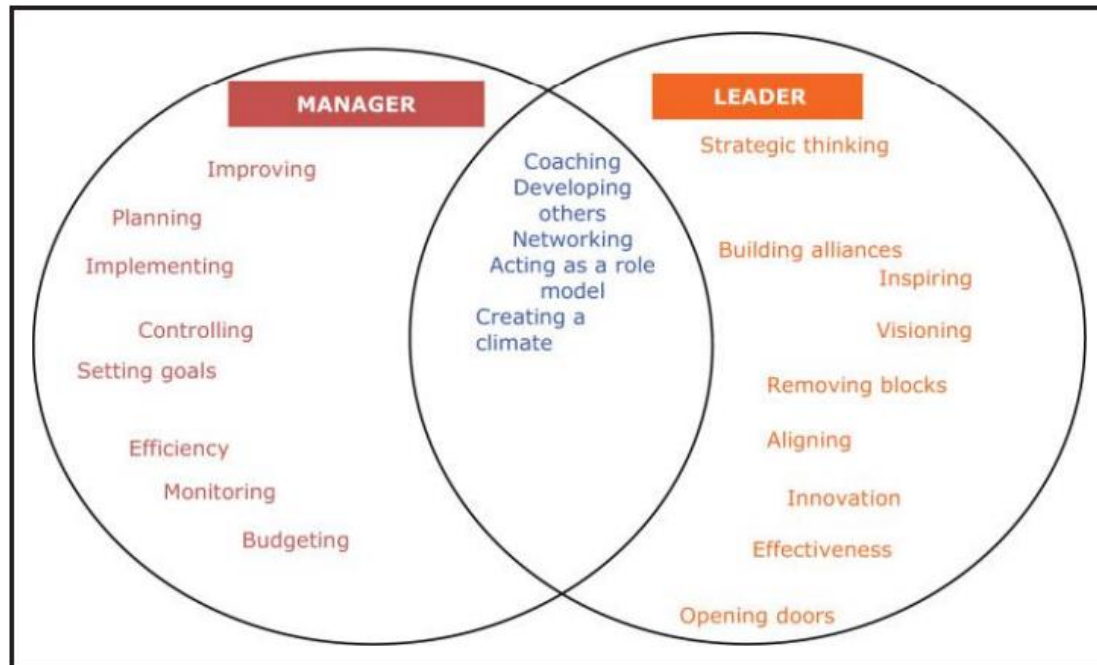 MANAGER
Improving
Planning
Implementing
Controlling
Setting goals
Efficiency
Monitoring
Budgeting
Coaching
Developing
others
Networking
Acting as a role
model
Creating a
climate
LEADER
Strategic thinking
Building alliances
Inspiring
Visioning
Removing blocks
Aligning
Innovation
Effectiveness
Opening doors